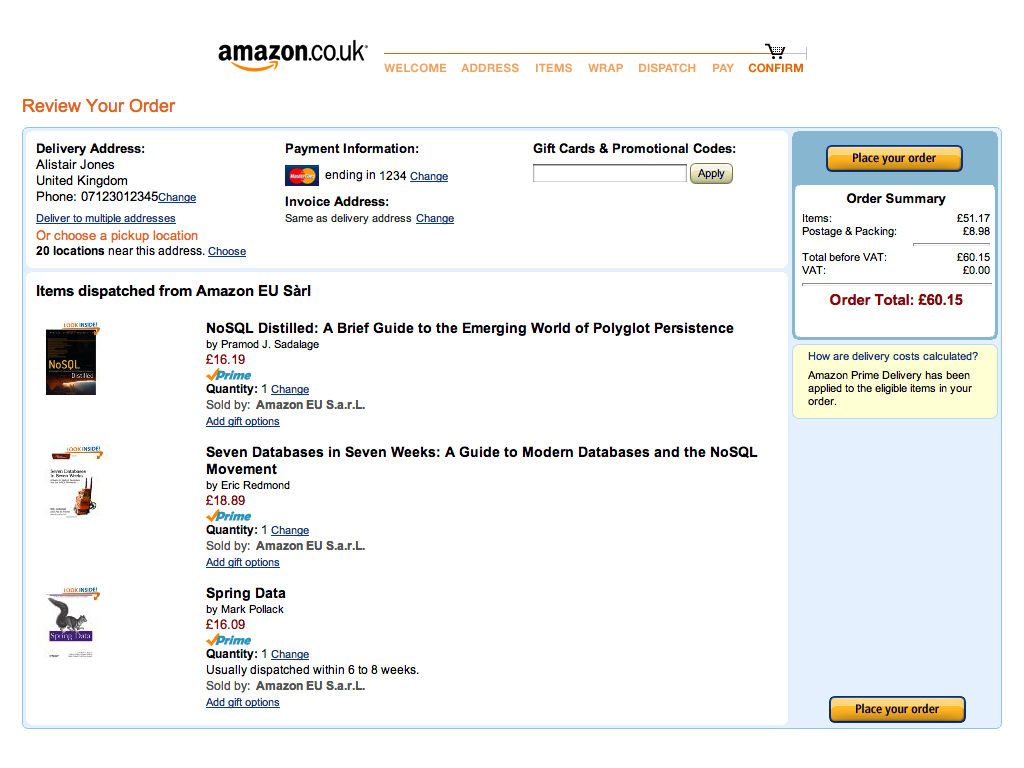 amazon.co.uk
WELCOME ADDRESS ITEMS WRAP DISPATCH PAY CONFIRM
Review Your Order
Delivery Address:
Alistair Jones
United Kingdom
Phone: 07123012345Change
Deliver to multiple addresses
Or choose a pickup location
20 locations near this address. Choose
Payment Information:
MasterCard ending in 1234 Change
Invoice Address:
Same as delivery address Change
Gift Cards & Promotional Codes:
Apply
Place your order
Order Summary
Items: £51.17
Postage & Packing: £8.98
Total before VAT: £60.15
VAT: £0.00
Order Total: £60.15
How are delivery costs calculated?
Amazon Prime Delivery has been
applied to the eligible items in your
order.
Items dispatched from Amazon EU Sàrl
LOOK INSIDE!
NoSQL
Distilled
NoSQL Distilled: A Brief Guide to the Emerging World of Polyglot Persistence
by Pramod J. Sadalage
£16.19
Prime
Quantity: 1 Change
Sold by: Amazon EU S.a.r.L.
Add gift options
LOOK INSIDE!
Seven Databases
in Seven Weeks
Seven Databases in Seven Weeks: A Guide to Modern Databases and the NoSQL
Movement
by Eric Redmond
£18.89
Prime
Quantity: 1 Change
Sold by: Amazon EU S.a.r.L.
Add gift options
LOOK INSIDE!
Spring Data
Spring Data
by Mark Pollack
£16.09
Prime
Quantity: 1 Change
Usually dispatched within 6 to 8 weeks.
Sold by: Amazon EU S.a.r.L.
Add gift options
Place your order